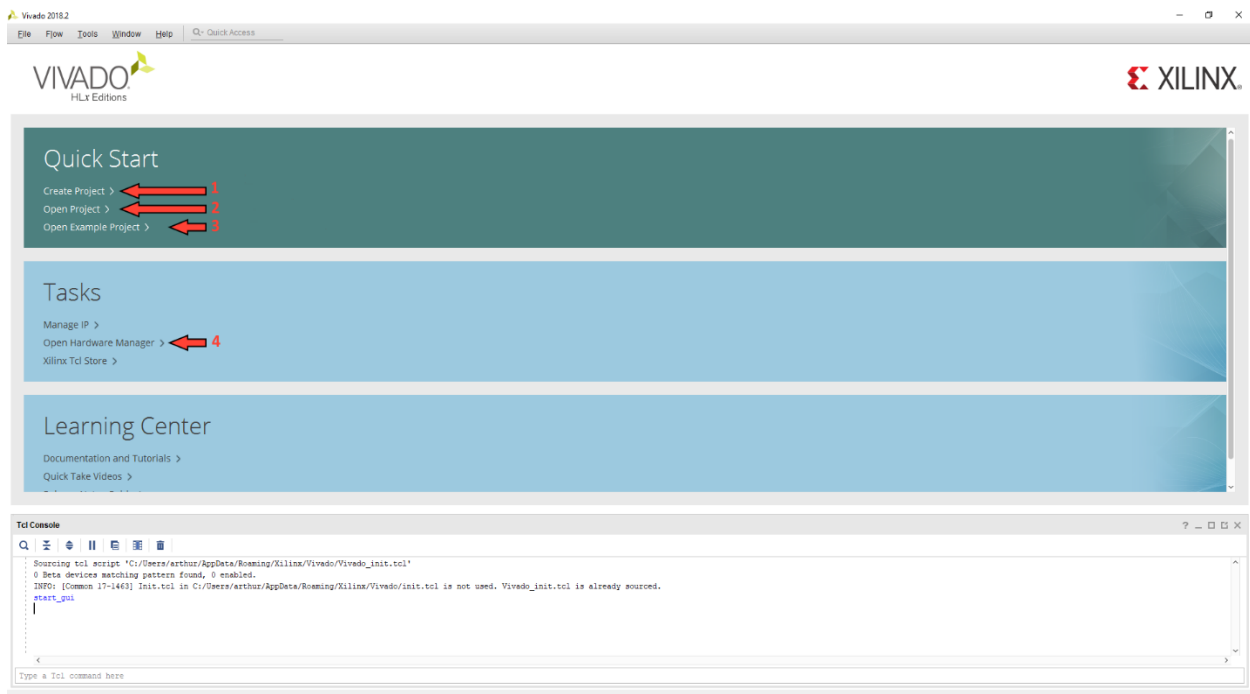 Vivado 2018.2
File Flow Tools Window Help Quick Access
VIVADO.
HLx Editions
XILINX
Quick Start
Create Project > 1
Open Project > 2
Open Example Project > 3
Tasks
Manage IP >
Open Hardware Manager > 4
Xilinx Tcl Store >
Learning Center
Documentation and Tutorials >
Quick Take Videos >
Tcl Console
Sourcing tcl script 'C:/Users/arthur/AppData/Roaming/Xilinx/Vivado/Vivado_init.tcl'
0 Beta devices matching pattern found, 0 enabled.
INFO: [Common 17-1463] Init.tcl in C:/Users/arthur/AppData/Roaming/Xilinx/Vivado/init.tcl is not used. Vivado_init.tcl is already sourced.
start_gui
Type a Tcl command here